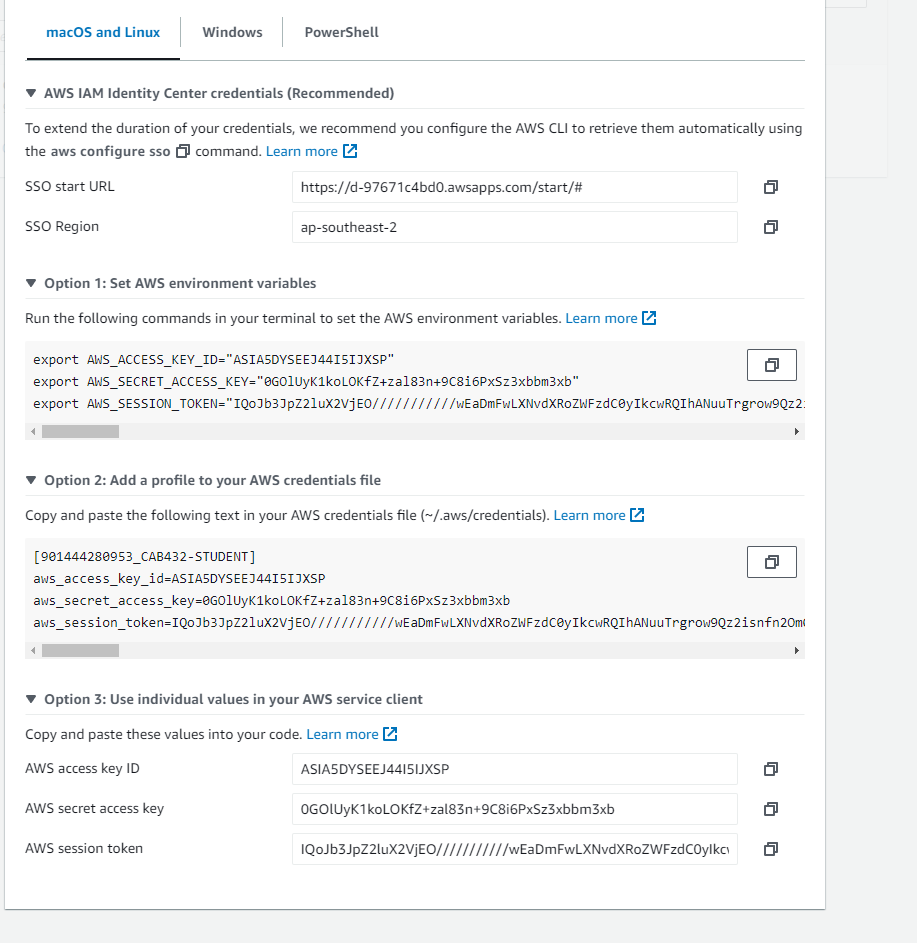 macOS and Linux
Windows
PowerShell
AWS IAM Identity Center credentials (Recommended)
To extend the duration of your credentials, we recommend you configure the AWS CLI to retrieve them automatically using
the aws configure sso command. Learn more
SSO start URL
https://d-97671c4bd0.awsapps.com/start/#
SSO Region
ap-southeast-2
Option 1: Set AWS environment variables
Run the following commands in your terminal to set the AWS environment variables. Learn more
export AWS_ACCESS_KEY_ID="ASIA5DYSEEJ44I5IJXSP"
export AWS_SECRET_ACCESS_KEY="0GOlUyK1koLOKfZ+zal83n+9C8i6PxSz3xbbm3xb"
export AWS_SESSION_TOKEN="IQoJb3JpZ2luX2VjEO///////////wEaDmFwLXNvdXRoZWFzdC0yIkcwRQIhANuuTrgrow9Qz2i
Option 2: Add a profile to your AWS credentials file
Copy and paste the following text in your AWS credentials file (~/.aws/credentials). Learn more
[901444280953_CAB432-STUDENT]
aws_access_key_id=ASIA5DYSEEJ44I5IJXSP
aws_secret_access_key=0GOlUyK1koLOKfZ+zal83n+9C8i6PxSz3xbbm3xb
aws_session_token=IQoJb3JpZ2luX2VjEO///////////wEaDmFwLXNvdXRoZWFzdC0yIkcwRQIhANuuTrgrow9Qz2isnfn2Om
Option 3: Use individual values in your AWS service client
Copy and paste these values into your code. Learn more
AWS access key ID
ASIA5DYSEEJ44I5IJXSP
AWS secret access key
0GOlUyK1koLOKfZ+zal83n+9C8i6PxSz3xbbm3xb
AWS session token
IQoJb3JpZ2luX2VjEO///////////wEaDmFwLXNvdXRoZWFzdC0yIkc